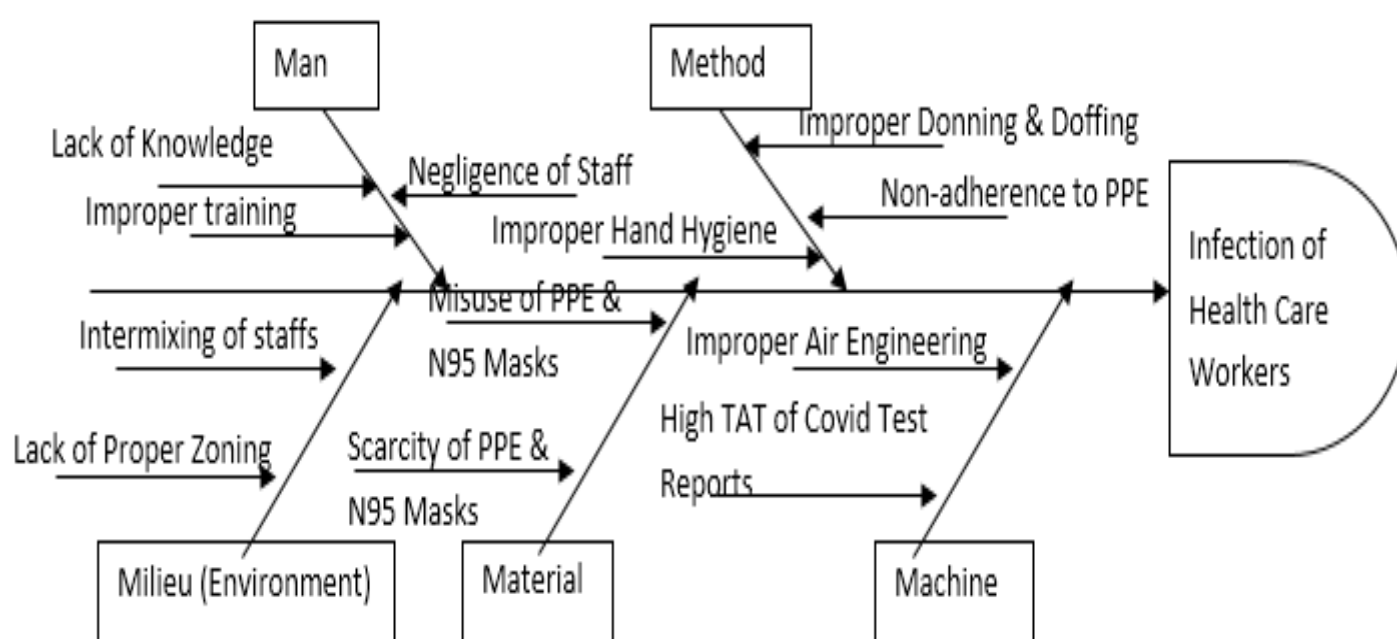 Man
Method
Lack of Knowledge
Negligence of Staff
Improper training
Improper Donning & Doffing
Non-adherence to PPE
Improper Hand Hygiene
Infection of
Health Care
Workers
Intermixing of staffs
Lack of Proper Zoning
Misuse of PPE &
N95 Masks
Scarcity of PPE &
N95 Masks
Improper Air Engineering
High TAT of Covid Test
Reports
Milieu (Environment)
Material
Machine